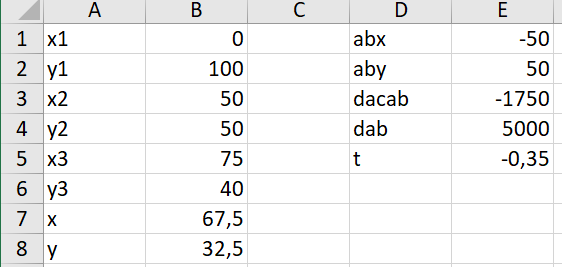 A B C D E
1 x1 0 abx -50
2 y1 100 aby 50
3 x2 50 dacab -1750
4 y2 50 dab 5000
5 x3 75 t -0,35
6 y3 40
7 x 67,5
8 y 32,5